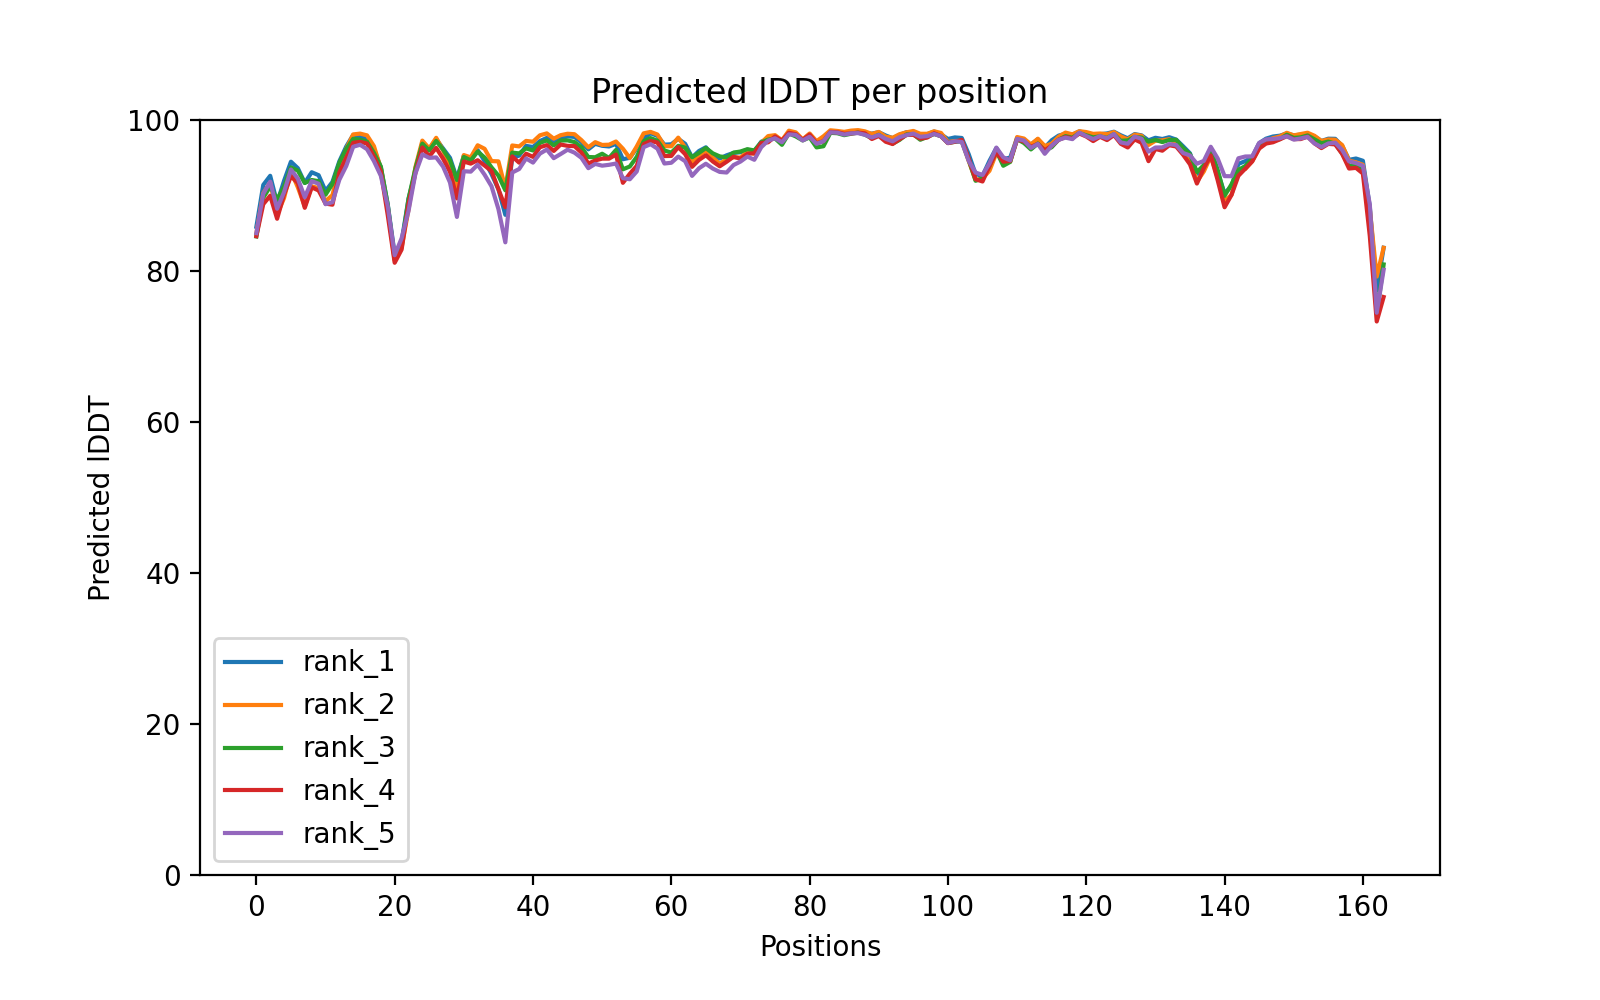 Predicted lDDT per position
100
80
60
40
20
0
Predicted lDDT
rank_1
rank_2
rank_3
rank_4
rank_5
0 20 40 60 80 100 120 140 160
Positions